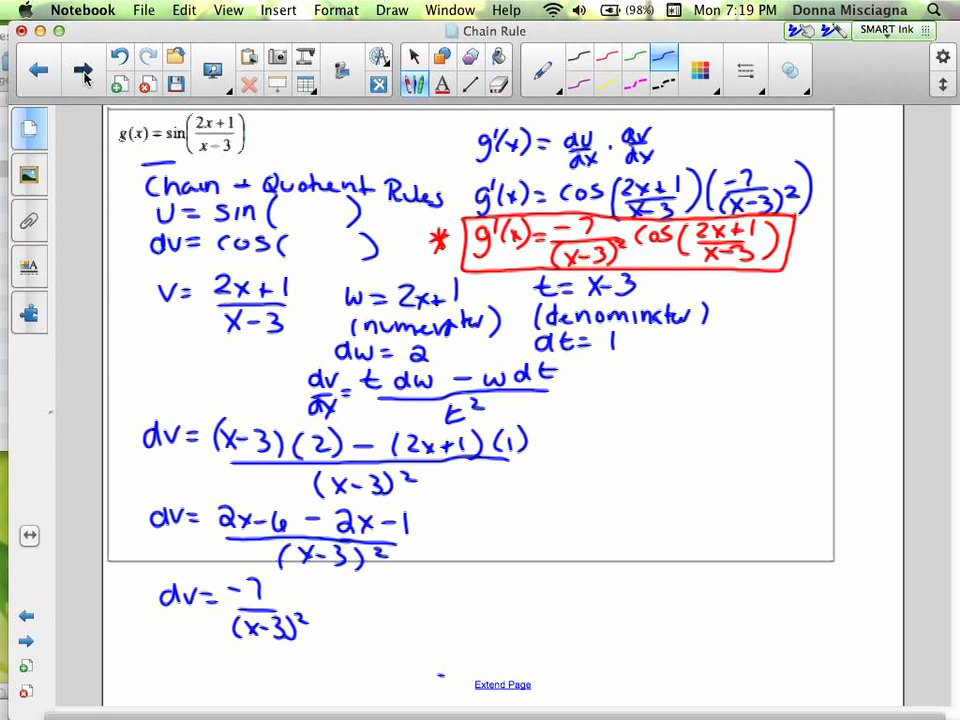 Notebook File Edit View Insert Format Draw Window Help (98%) Mon 7:19 PM Donna Misciagna
Chain Rule
SMART Ink
g(x) = sin((2x+1)/(x-3))
Chain + Quotient Rules
U = sin( )
dv = cos( )
g'(x) = du/dx · dv/dx
g'(x) = cos((2x+1)/(x-3))(-7/(x-3)²)
* g'(x) = -7/(x-3)² cos((2x+1)/(x-3))
v = (2x+1)/(x-3)
w = 2x+1
(numerator)
dw = 2
t = x-3
(denominator)
dt = 1
dv/dx = (t dw - w dt)/t²
dv = ((x-3)(2) - (2x+1)(1))/(x-3)²
dv = (2x-6 - 2x-1)/(x-3)²
dv = -7/(x-3)²
Extend Page